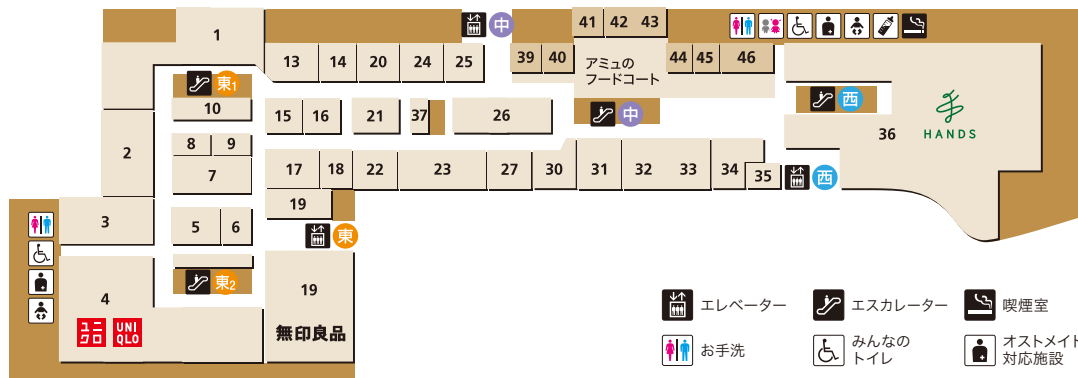 1
中
41 42 43
13 14 20 24 25
39 40
アミュの
フードコート
44 45 46
東1
10
15 16 21 37 26
中
西
36
HANDS
2
8 9
7
17 18 22 23 27 30 31 32 33 34 35
西
19
3
5 6
東
東2
4
ユニ
クロ
UNI
QLO
19
無印良品
エレベーター
エスカレーター
喫煙室
お手洗
みんなの
トイレ
オストメイト
対応施設